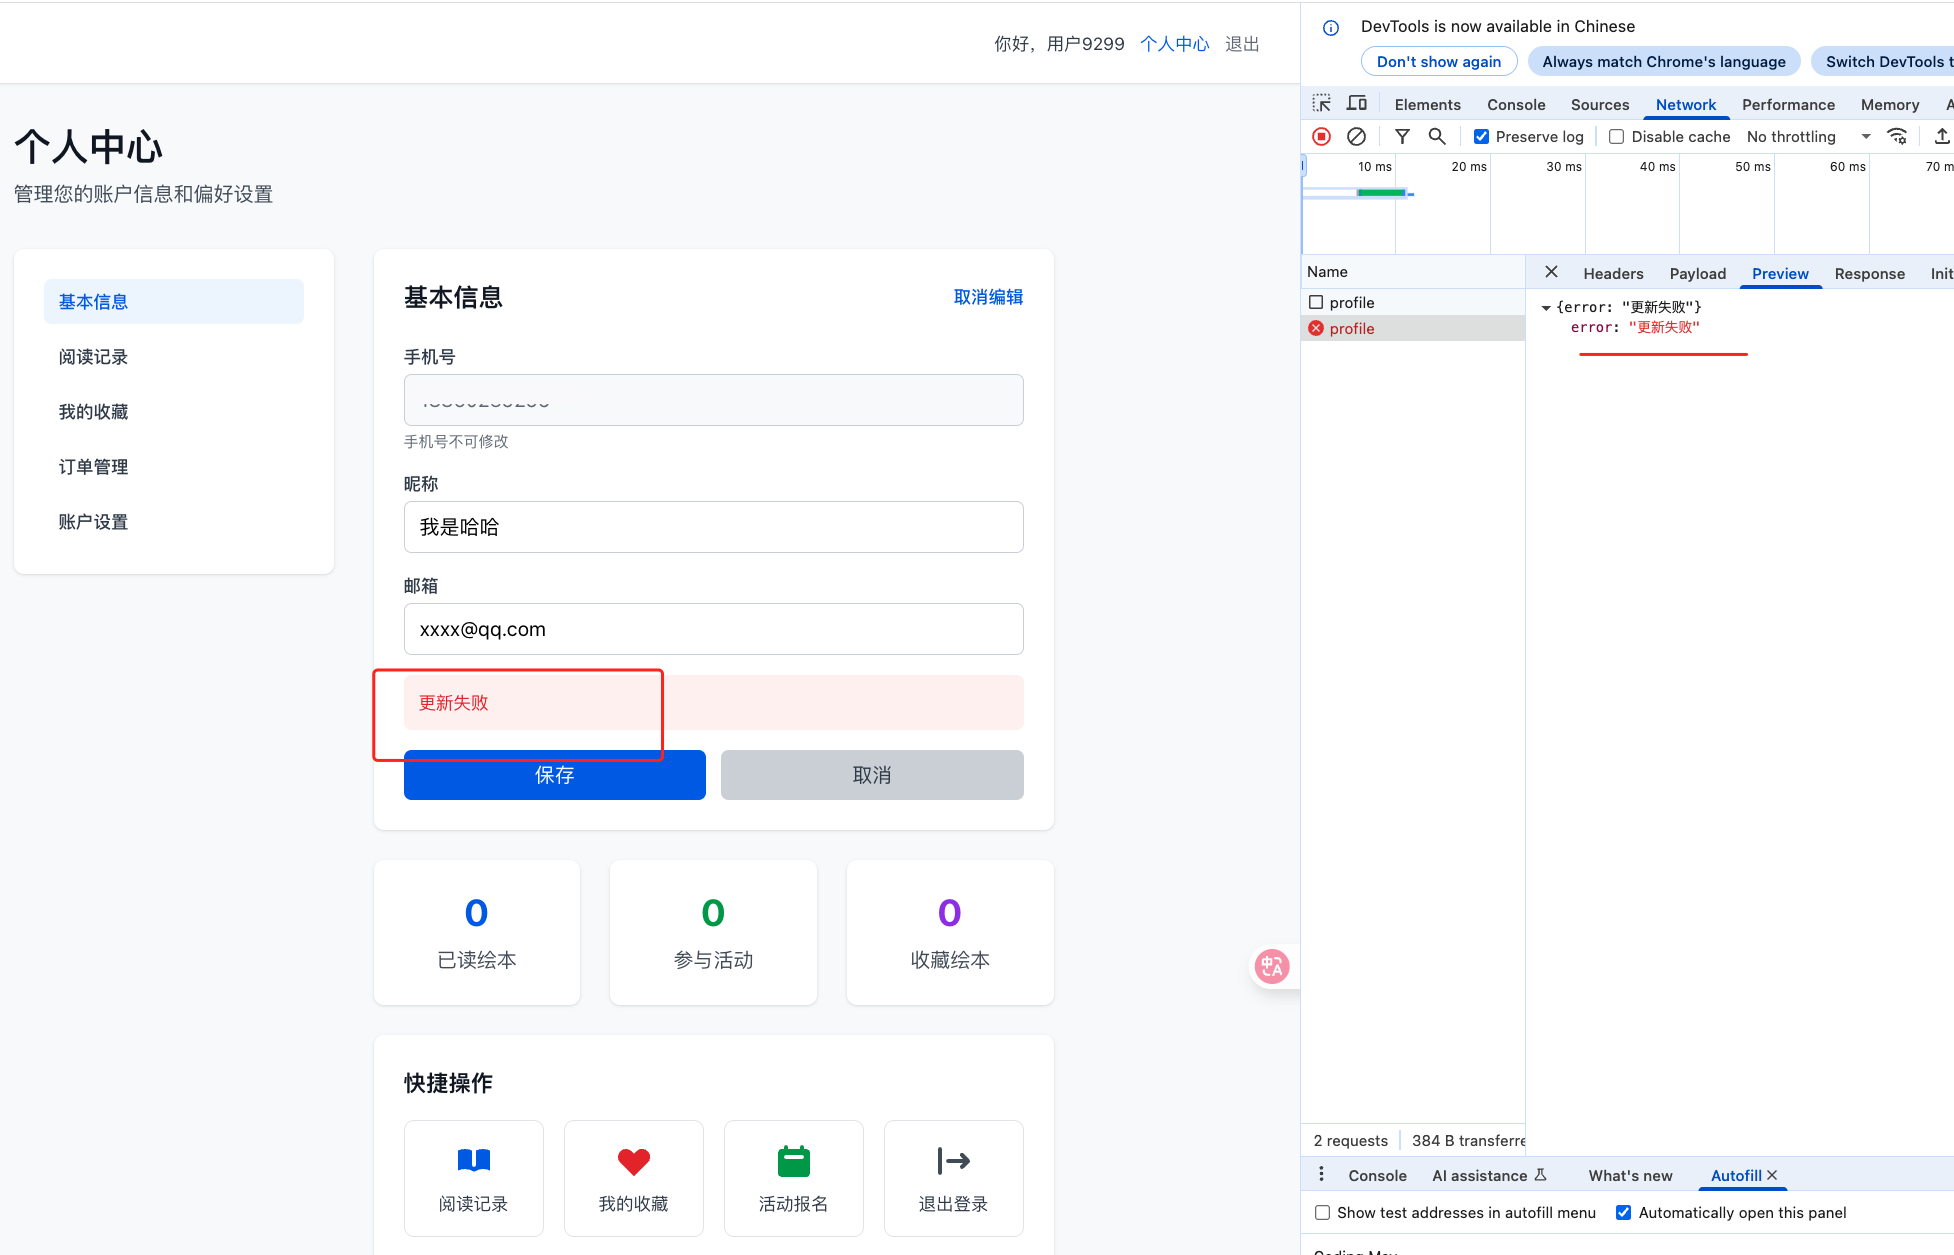 你好，用户9299 个人中心 退出
个人中心
管理您的账户信息和偏好设置
基本信息
阅读记录
我的收藏
订单管理
账户设置
基本信息 取消编辑
手机号
手机号不可修改
昵称
我是哈哈
邮箱
xxxx@qq.com
更新失败
保存 取消
0 0 0
已读绘本 参与活动 收藏绘本
快捷操作
阅读记录 我的收藏 活动报名 退出登录
中A
DevTools is now available in Chinese
Don't show again Always match Chrome's language Switch DevTools t
Elements Console Sources Network Performance Memory A
Preserve log Disable cache No throttling
10 ms 20 ms 30 ms 40 ms 50 ms 60 ms 70 m
Name
profile
profile
Headers Payload Preview Response Init
{error: "更新失败"}
error: "更新失败"
2 requests 384 B transferre
Console AI assistance What's new Autofill
Show test addresses in autofill menu Automatically open this panel